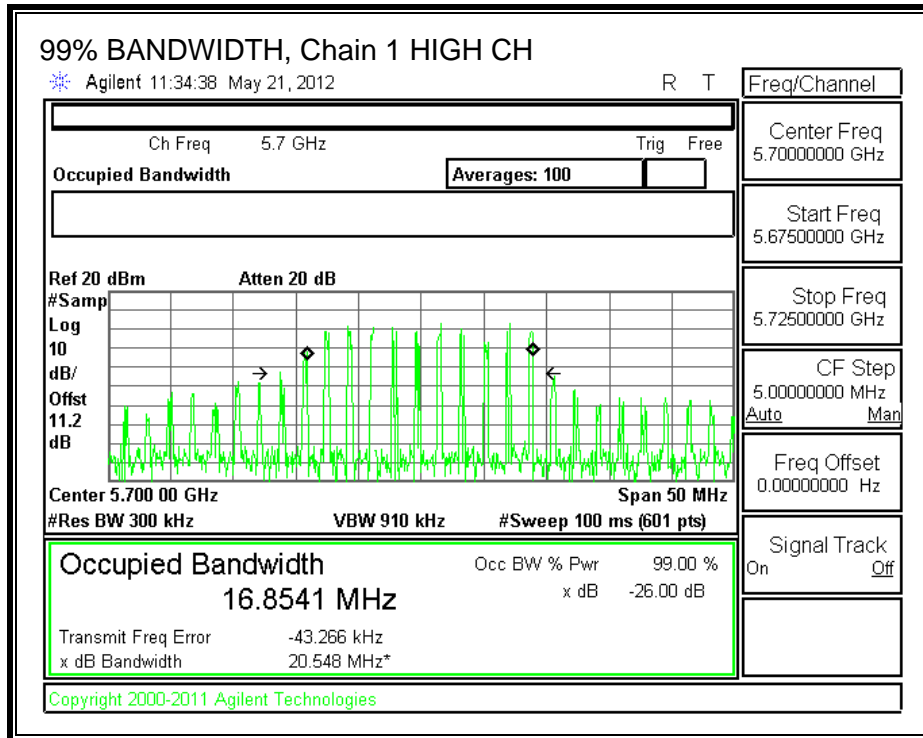 99% BANDWIDTH, Chain 1 HIGH CH
Agilent 11:34:38 May 21, 2012 R T
Freq/Channel
Ch Freq 5.7 GHz Trig Free
Occupied Bandwidth Averages: 100
Center Freq
5.70000000 GHz
Start Freq
5.67500000 GHz
Stop Freq
5.72500000 GHz
CF Step
5.00000000 MHz
Auto Man
Freq Offset
0.00000000 Hz
Signal Track
On Off
Ref 20 dBm Atten 20 dB
#Samp
Log
10
dB/
Offst
11.2
dB
Center 5.700 00 GHz Span 50 MHz
#Res BW 300 kHz VBW 910 kHz #Sweep 100 ms (601 pts)
Occupied Bandwidth Occ BW % Pwr 99.00 %
16.8541 MHz x dB -26.00 dB
Transmit Freq Error -43.266 kHz
x dB Bandwidth 20.548 MHz*
Copyright 2000-2011 Agilent Technologies